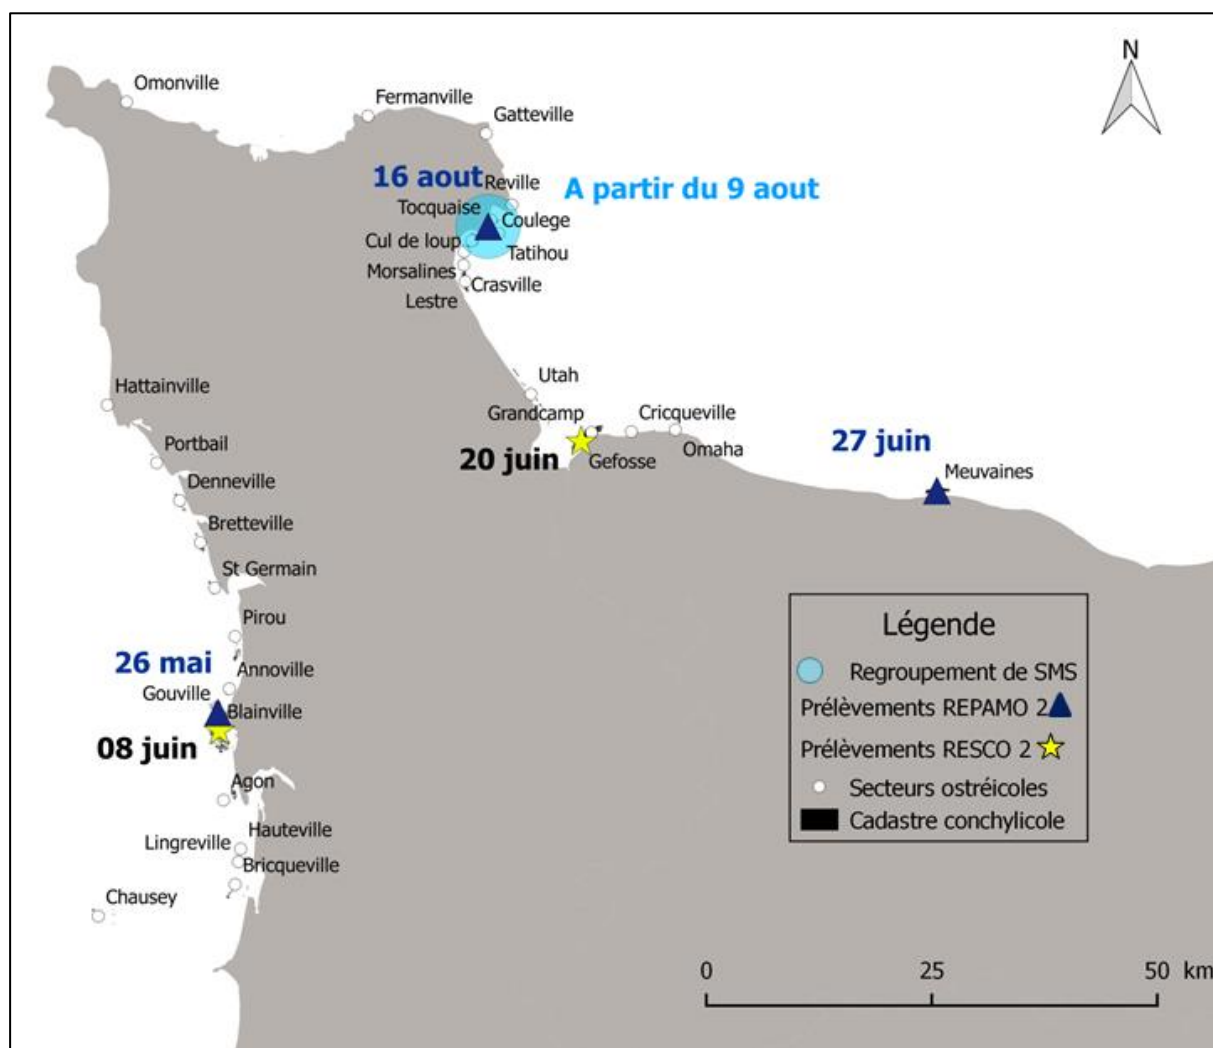 N
Omonville
Fermanville
Gatteville
16 aout
Reville
A partir du 9 aout
Tocquaise
Coulege
Cul de loup
Tatihou
Morsalines
Crasville
Lestre
Utah
Hattainville
Grandcamp
Cricqueville
Portbail
20 juin
Gefosse
Omaha
27 juin
Meuvaines
Denneville
Bretteville
St Germain
Pirou
26 mai
Annoville
Gouville
Blainville
08 juin
Agon
Hauteville
Lingreville
Bricqueville
Chausey
Légende
Regroupement de SMS
Prélèvements REPAMO 2
Prélèvements RESCO 2
Secteurs ostréicoles
Cadastre conchylicole
0 25 50 km